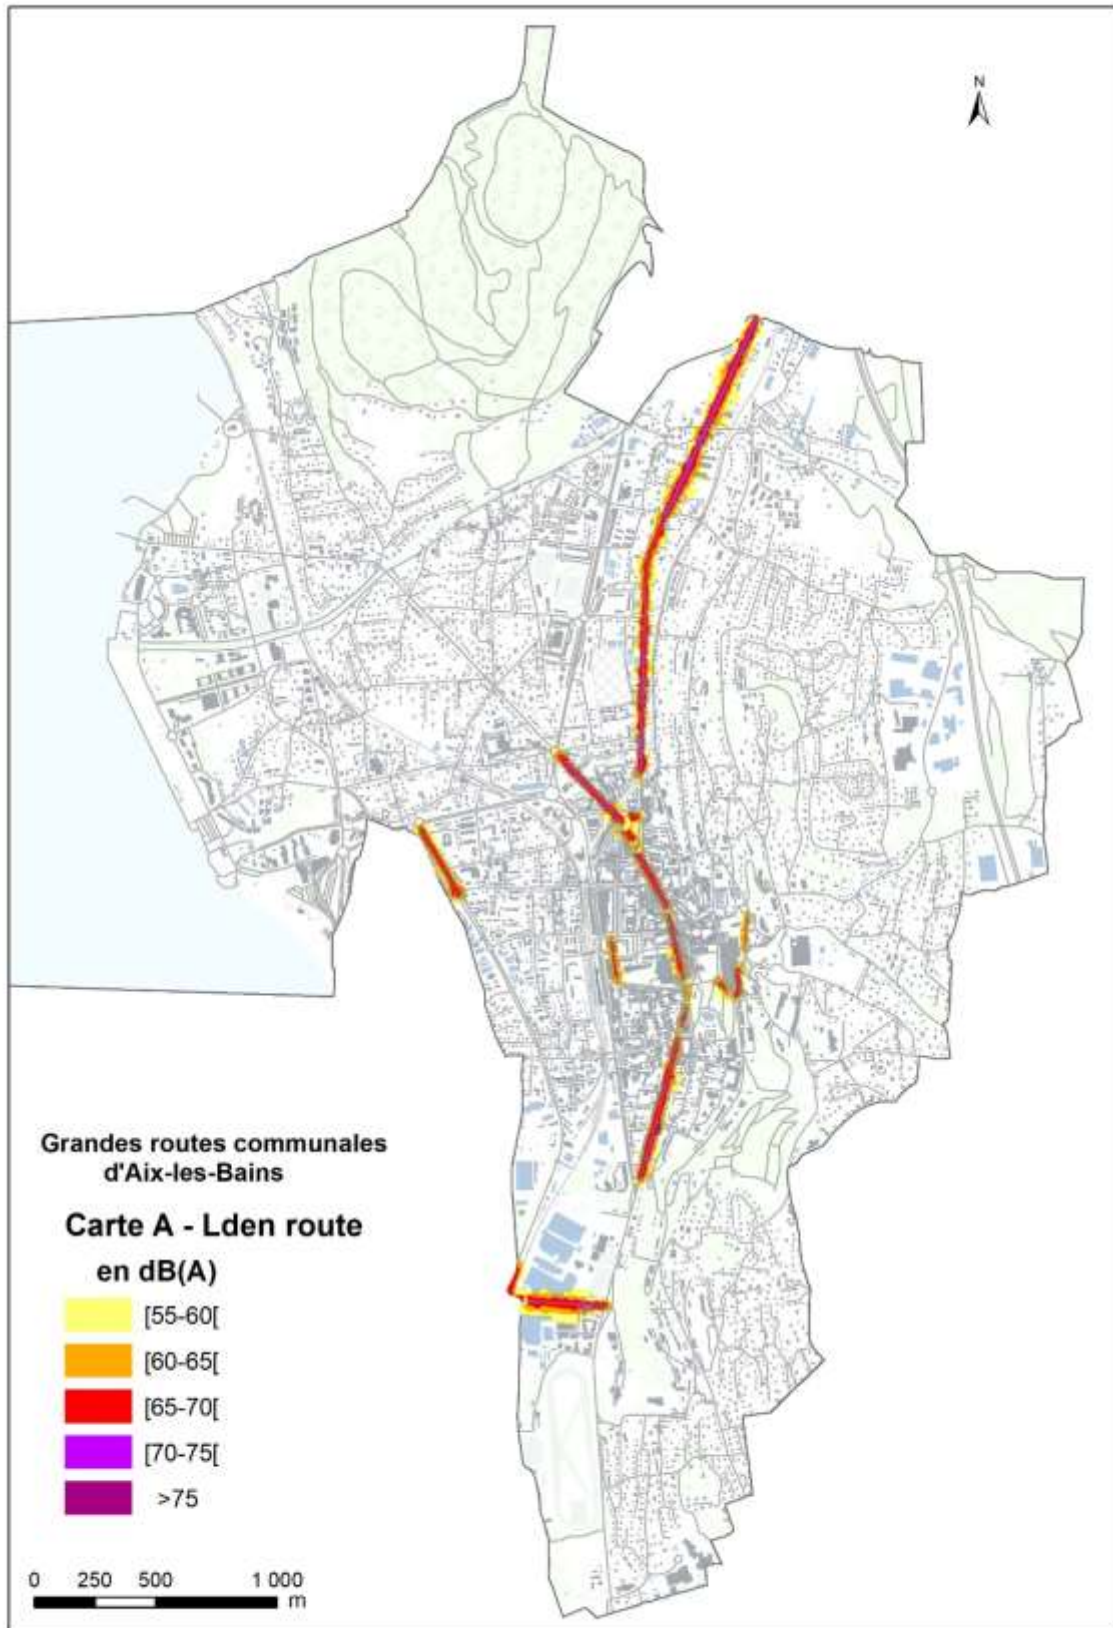 N
Grandes routes communales
d'Aix-les-Bains
Carte A - Lden route
en dB(A)
[55-60[
[60-65[
[65-70[
[70-75[
>75
0 250 500 1 000
m